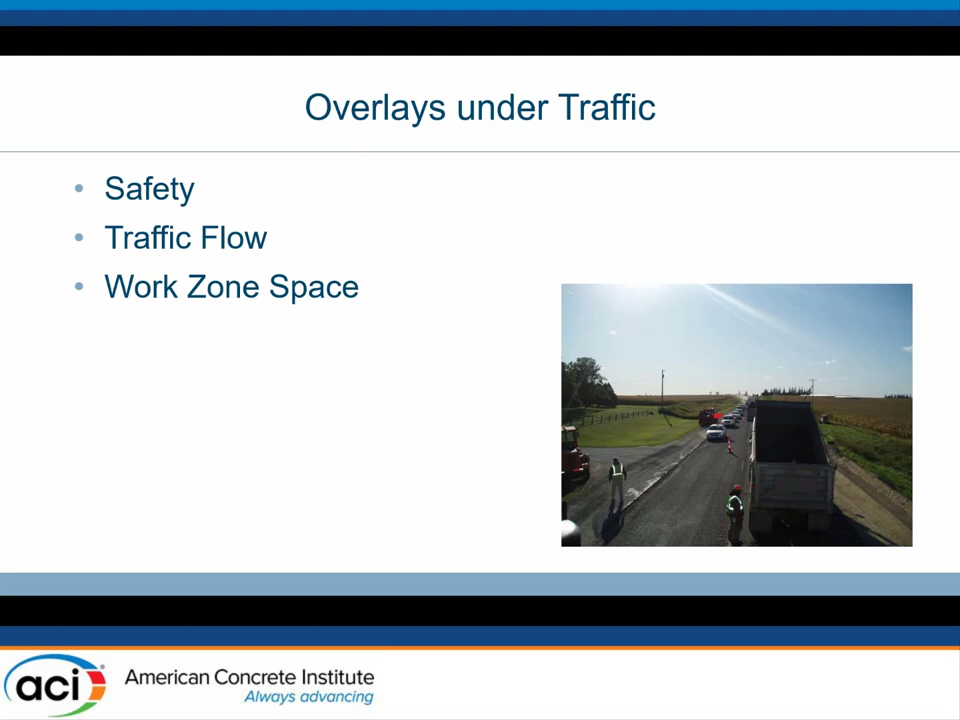 Overlays under Traffic
• Safety
• Traffic Flow
• Work Zone Space
aci American Concrete Institute
Always advancing